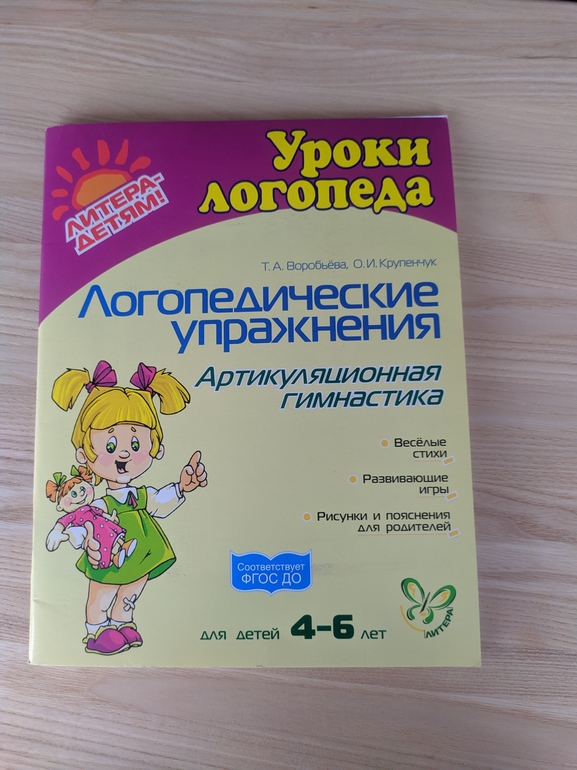 Уроки
логопеда
ЛИТЕРА-
ДЕТЯМ!
Т. А. Воробьёва, О. И. Крупенчук
Логопедические
упражнения
Артикуляционная
гимнастика
Весёлые
стихи
Развивающие
игры
Рисунки и пояснения
для родителей
Соответствует
ФГОС ДО
для детей 4–6 лет
ЛИТЕРА